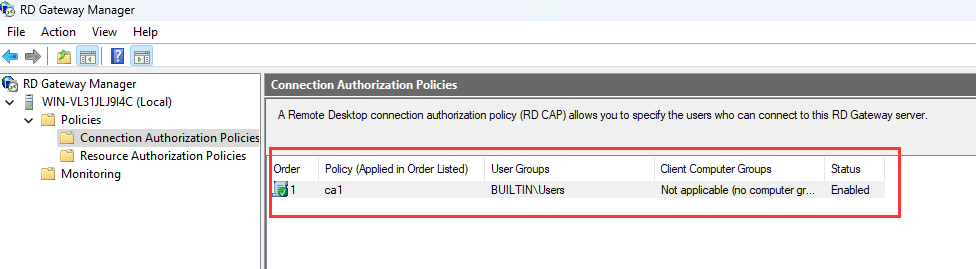 RD Gateway Manager
File Action View Help
RD Gateway Manager
WIN-VL31JLJ9I4C (Local)
Policies
Connection Authorization Policies
Resource Authorization Policies
Monitoring
Connection Authorization Policies
A Remote Desktop connection authorization policy (RD CAP) allows you to specify the users who can connect to this RD Gateway server.
Order Policy (Applied in Order Listed) User Groups Client Computer Groups Status
1 ca1 BUILTIN\Users Not applicable (no computer gr... Enabled